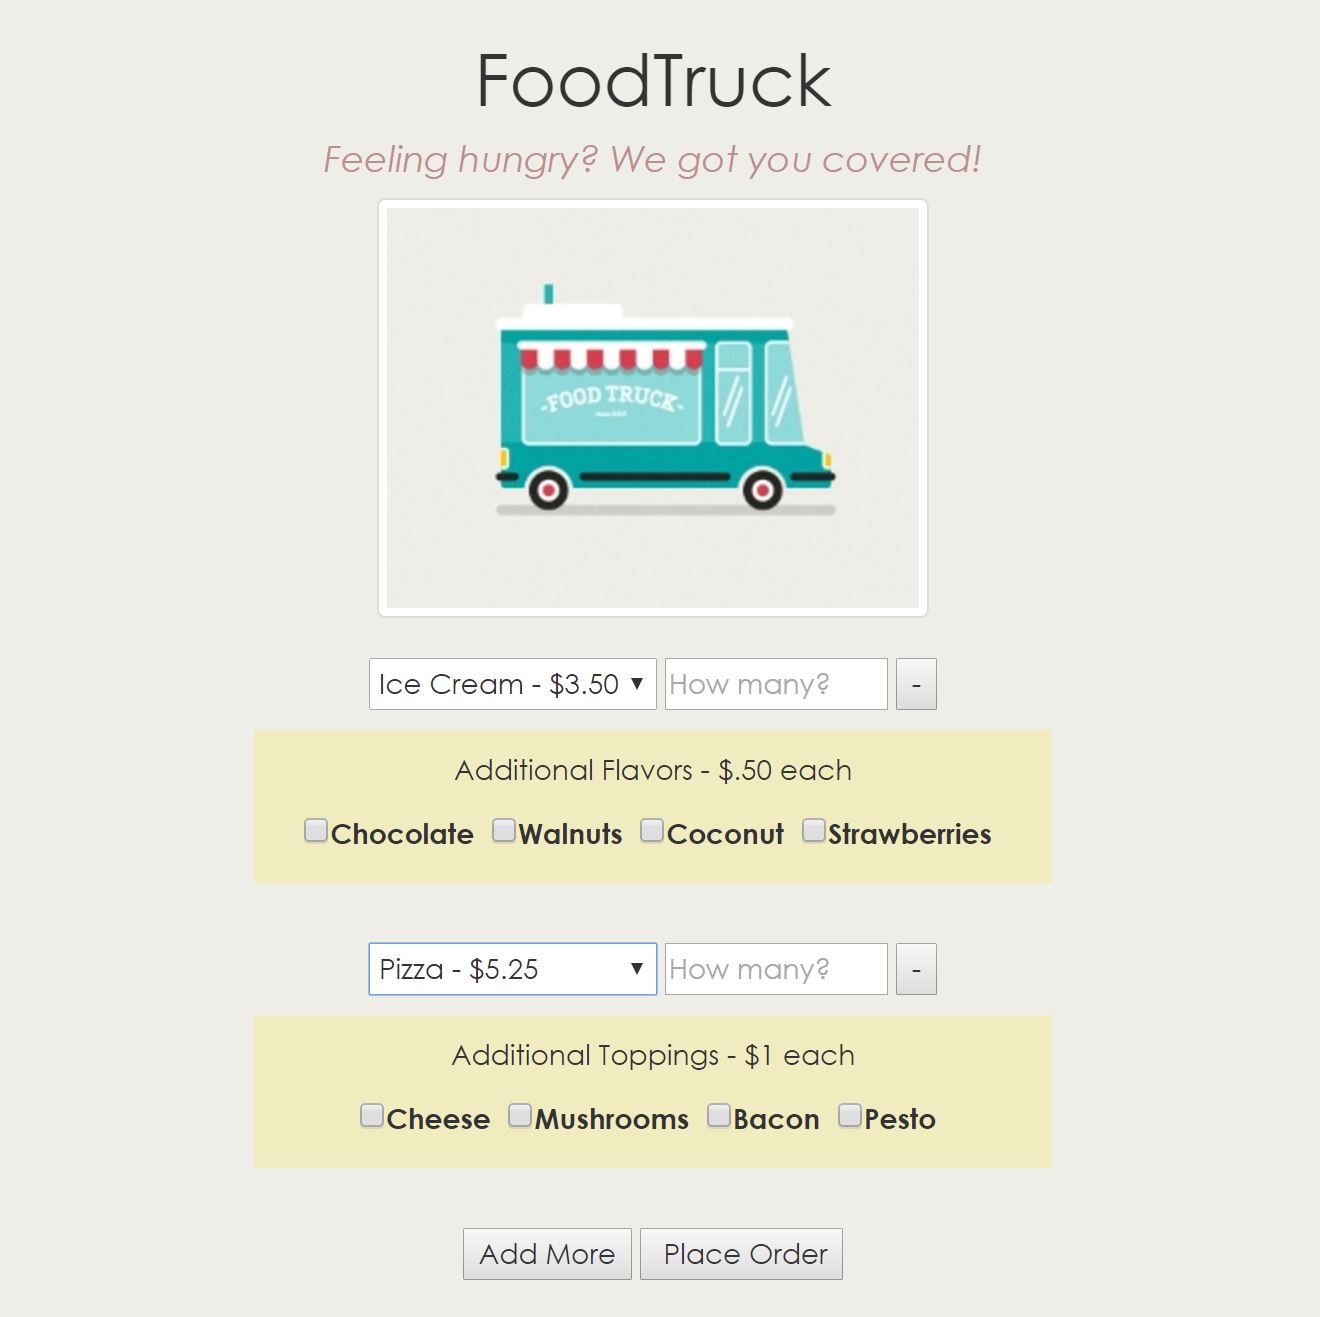 FoodTruck
Feeling hungry? We got you covered!
-FOOD TRUCK-
Ice Cream - $3.50 How many? -
Additional Flavors - $.50 each
Chocolate Walnuts Coconut Strawberries
Pizza - $5.25 How many? -
Additional Toppings - $1 each
Cheese Mushrooms Bacon Pesto
Add More Place Order